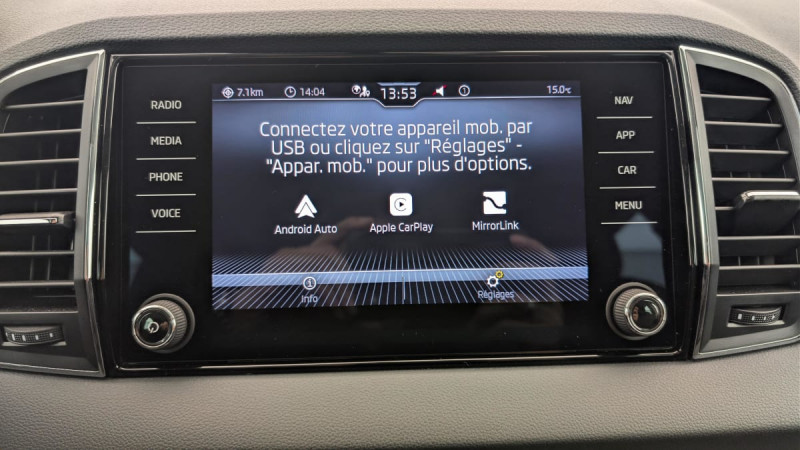 7.1km 14:04 13:53 15.0℃
RADIO
MEDIA
PHONE
VOICE
Connectez votre appareil mob. par
USB ou cliquez sur "Réglages" -
"Appar. mob." pour plus d'options.
Android Auto Apple CarPlay MirrorLink
Info Réglages
NAV
APP
CAR
MENU